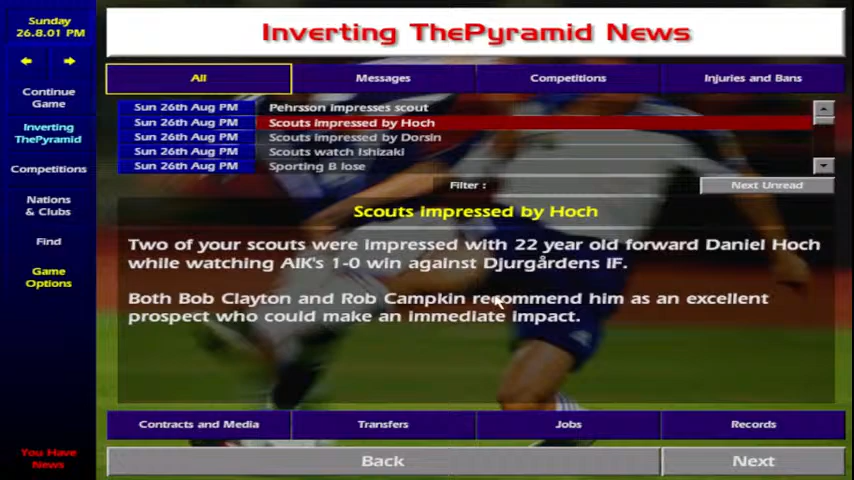 Sunday
26.8.01 PM
Inverting ThePyramid News
All
Messages
Competitions
Injuries and Bans
Continue
Game
Inverting
ThePyramid
Competitions
Nations
& Clubs
Find
Game
Options
You Have
News
Sun 26th Aug PM Pehrsson impresses scout
Sun 26th Aug PM Scouts impressed by Hoch
Sun 26th Aug PM Scouts impressed by Dorsin
Sun 26th Aug PM Scouts watch Ishizaki
Sun 26th Aug PM Sporting B lose
Filter :
Next Unread
Scouts impressed by Hoch
Two of your scouts were impressed with 22 year old forward Daniel Hoch
while watching AIK's 1-0 win against Djurgårdens IF.
Both Bob Clayton and Rob Campkin recommend him as an excellent
prospect who could make an immediate impact.
Contracts and Media
Transfers
Jobs
Records
Back
Next